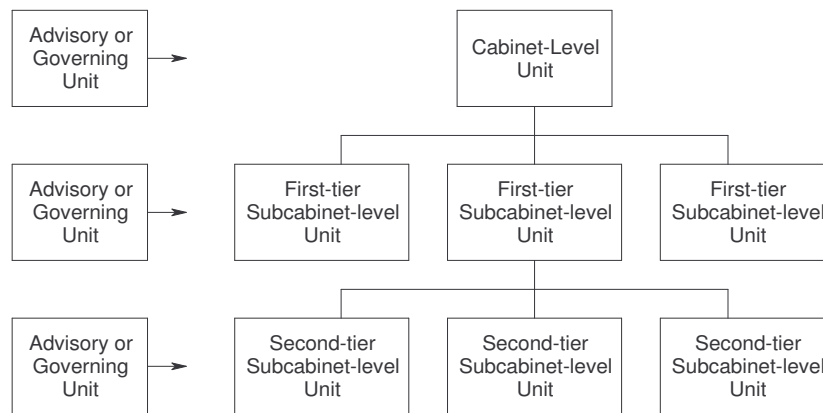 Advisory or
Governing
Unit
Cabinet-Level
Unit
Advisory or
Governing
Unit
First-tier
Subcabinet-level
Unit
First-tier
Subcabinet-level
Unit
First-tier
Subcabinet-level
Unit
Advisory or
Governing
Unit
Second-tier
Subcabinet-level
Unit
Second-tier
Subcabinet-level
Unit
Second-tier
Subcabinet-level
Unit